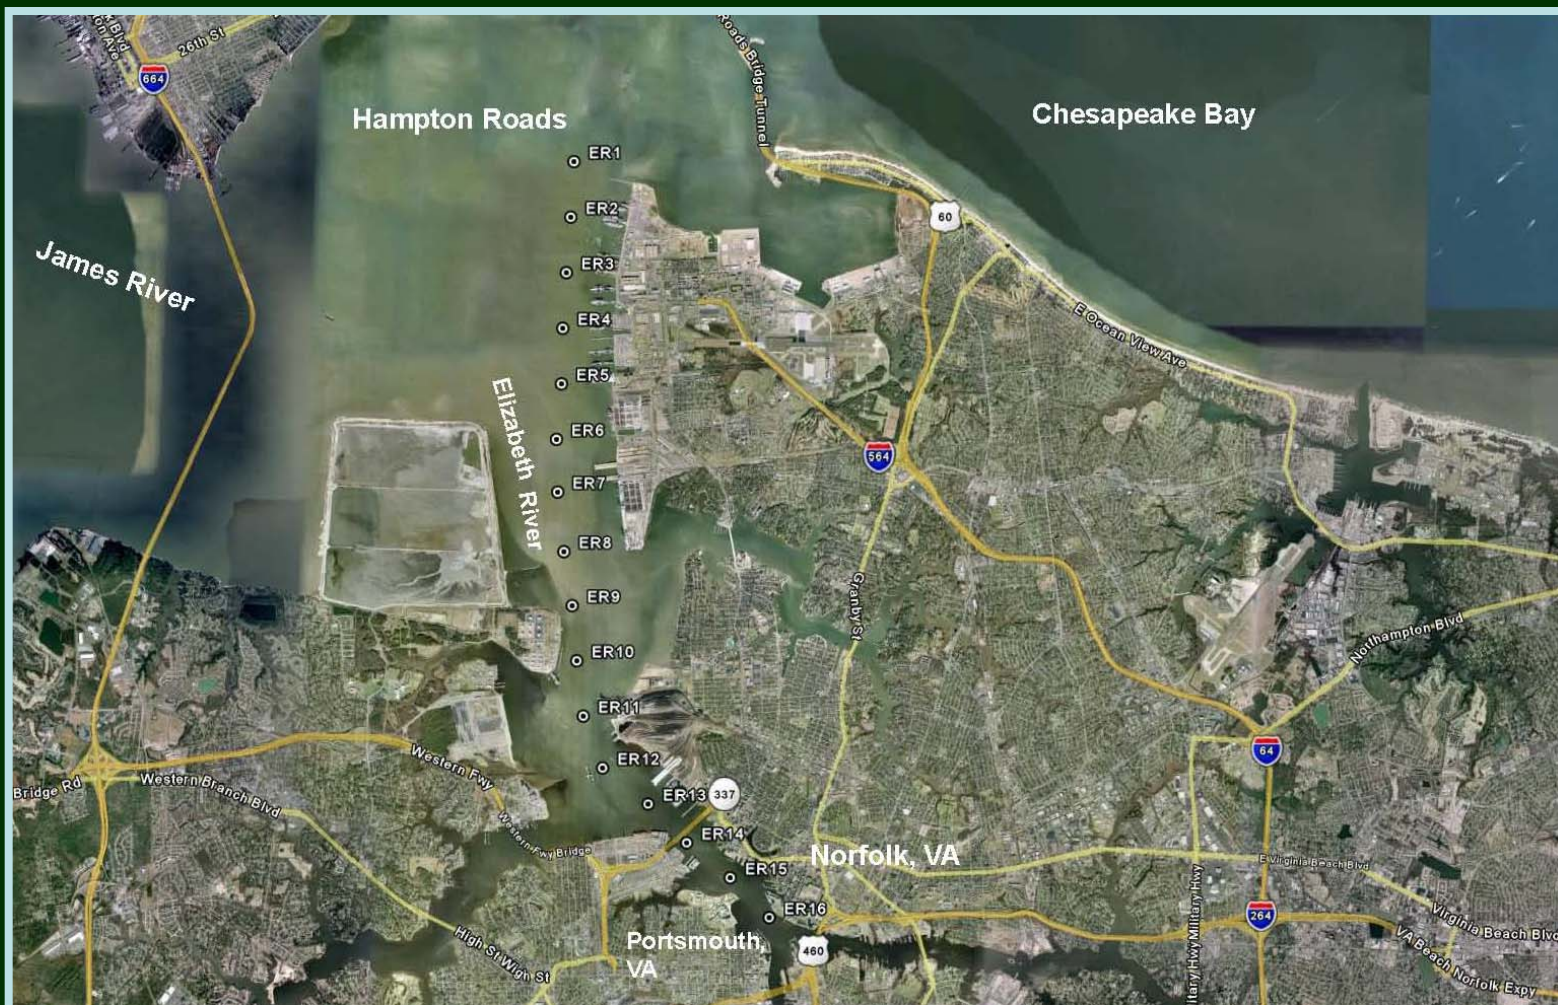 26th St
664
Roads Bridge Tunnel
Hampton Roads
Chesapeake Bay
ER1
ER2
60
James River
ER3
ER4
E Ocean View Ave
ER5
Elizabeth River
ER6
564
ER7
ER8
Granby St
ER9
Northampton Blvd
ER10
ER11
64
Western Fwy
ER12
Bridge Rd
Western Branch Blvd
ER13
337
Western Fwy Bridge
ER14
Norfolk, VA
E Virginia Beach Blvd
ER15
Military Hwy
ER16
264
Virginia Beach Blvd
High St
High St
Portsmouth,
VA
460
VA Beach Norfolk Expy